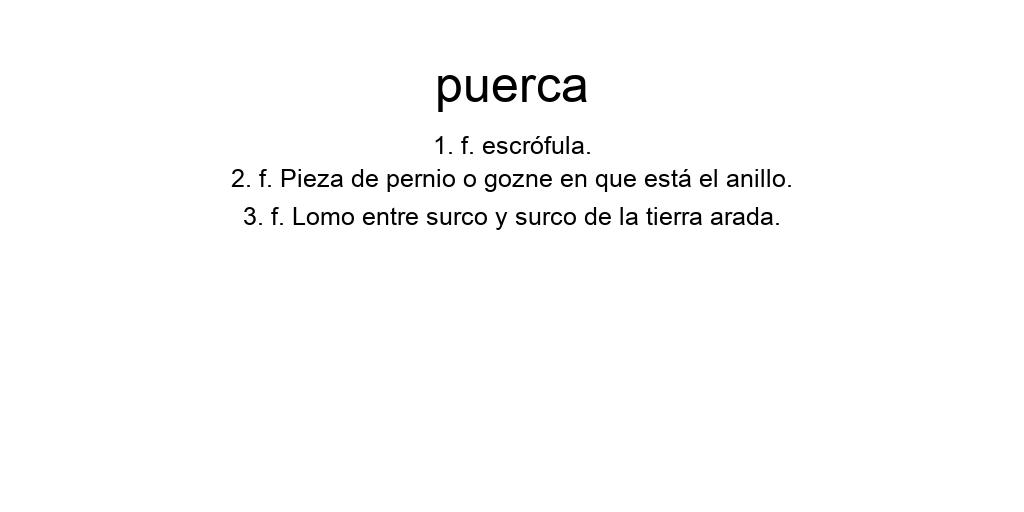 puerca
1. f. escrófula.
2. f. Pieza de pernio o gozne en que está el anillo.
3. f. Lomo entre surco y surco de la tierra arada.